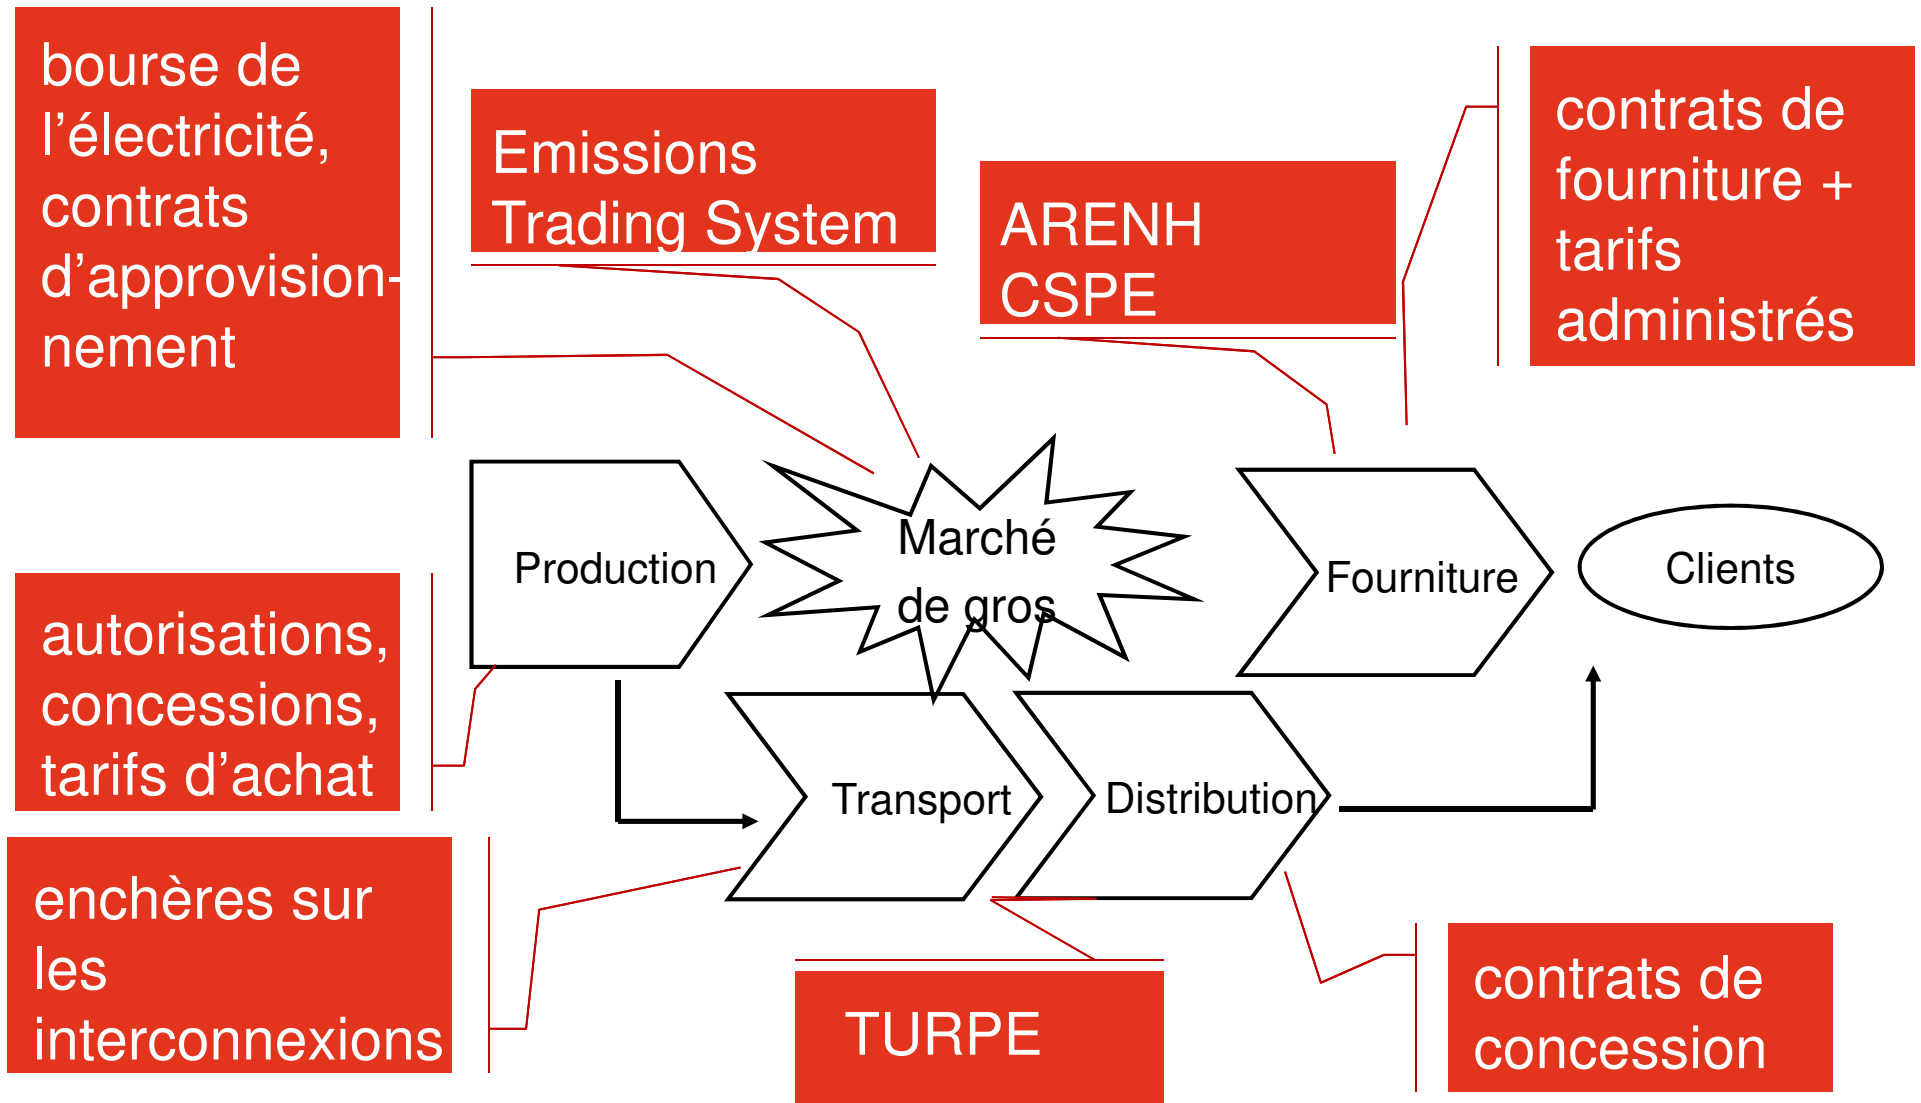 bourse de
l’électricité,
contrats
d’approvision-
nement
Emissions
Trading System
ARENH
CSPE
contrats de
fourniture +
tarifs
administrés
Production
Marché
de gros
Fourniture
Clients
autorisations,
concessions,
tarifs d’achat
Transport
Distribution
enchères sur
les
interconnexions
TURPE
contrats de
concession